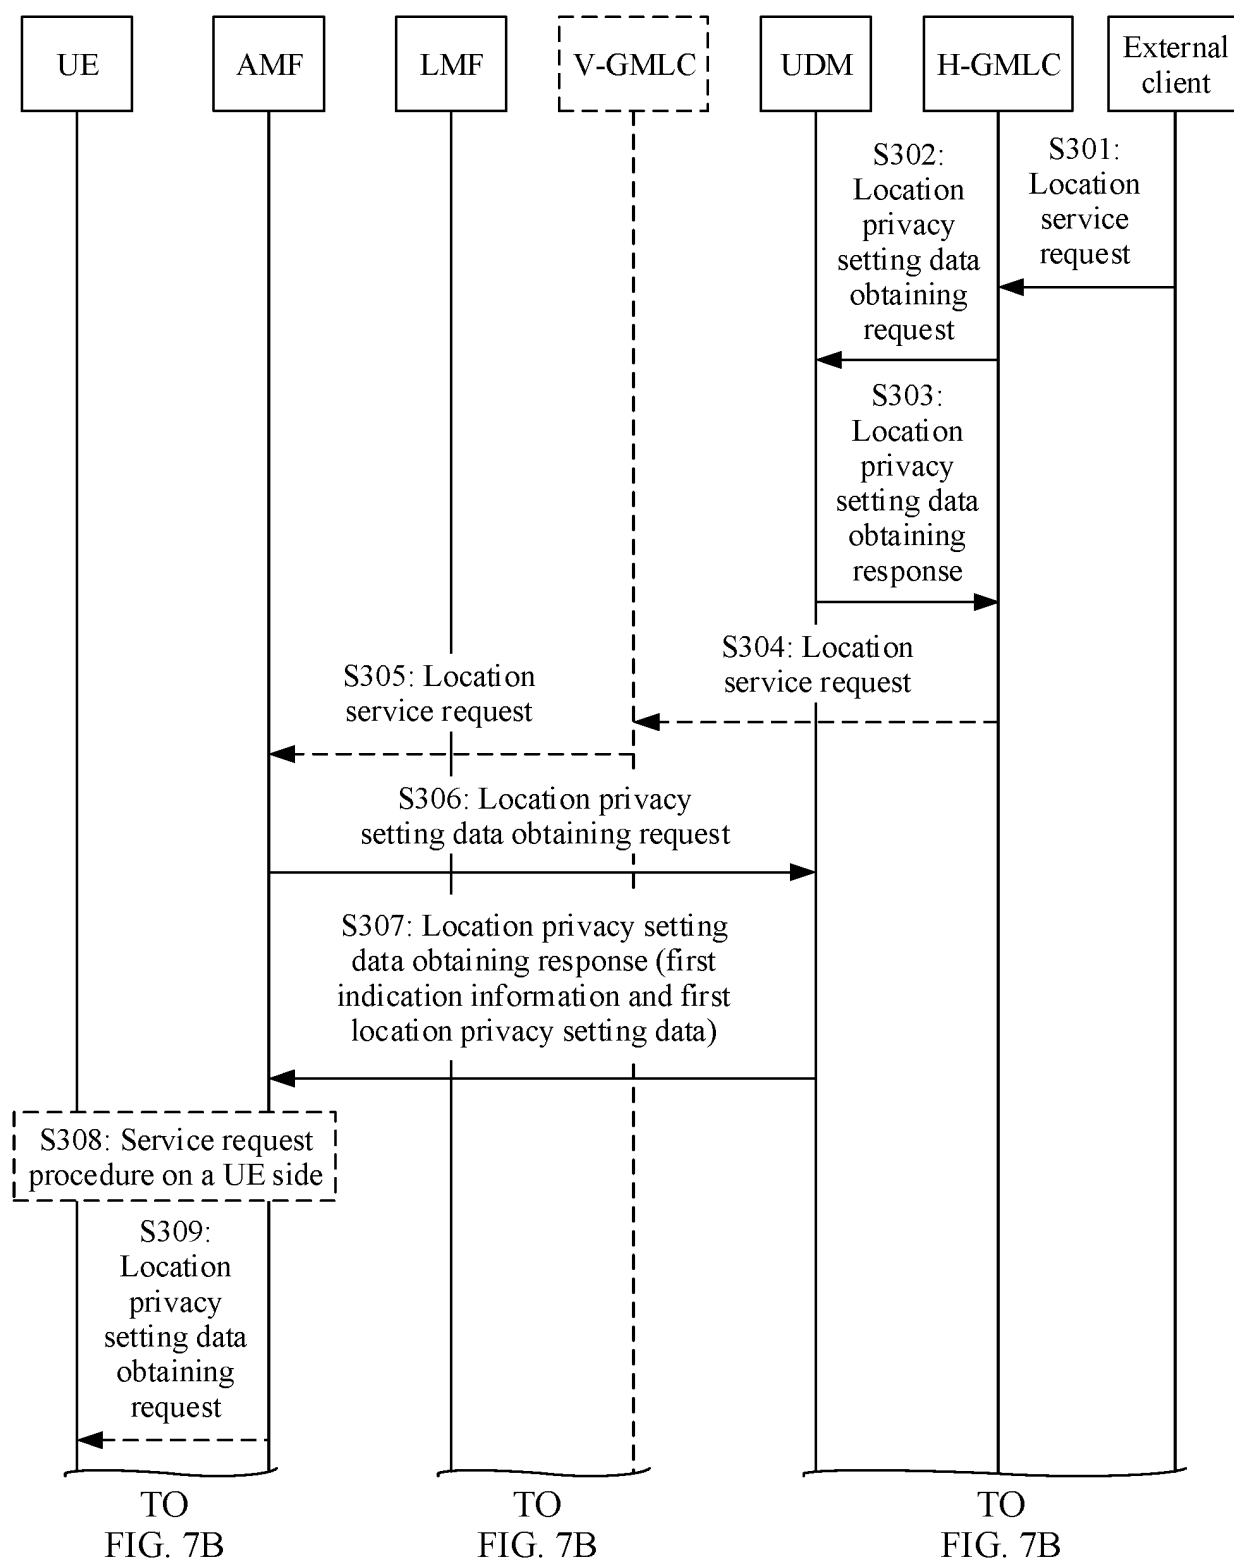 UE
AMF
LMF
V-GMLC
UDM
H-GMLC
External
client
S301:
Location
service
request
S302:
Location
privacy
setting data
obtaining
request
S303:
Location
privacy
setting data
obtaining
response
S304: Location
service request
S305: Location
service request
S306: Location privacy
setting data obtaining request
S307: Location privacy setting
data obtaining response (first
indication information and first
location privacy setting data)
S308: Service request
procedure on a UE side
S309:
Location
privacy
setting data
obtaining
request
TO
FIG. 7B
TO
FIG. 7B
TO
FIG. 7B